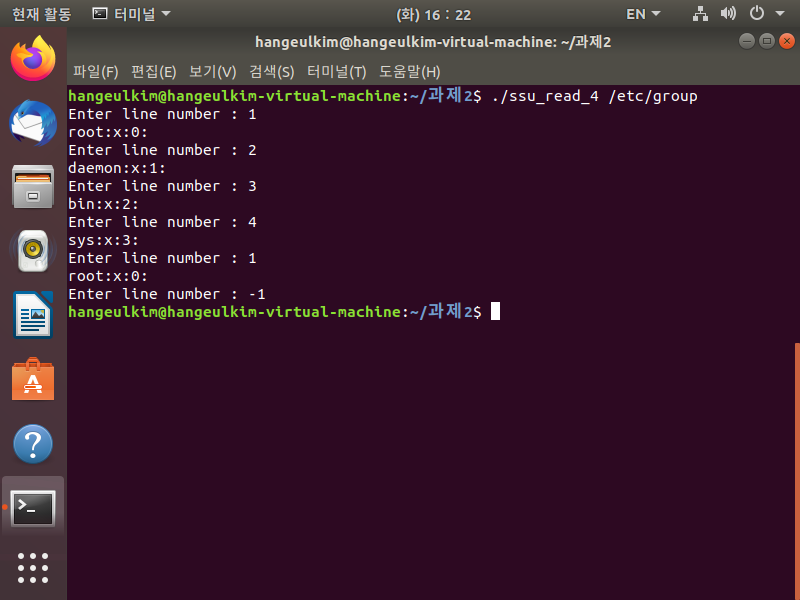 현재 활동 터미널 (화) 16 : 22 EN
hangeulkim@hangeulkim-virtual-machine: ~/과제2
파일(F) 편집(E) 보기(V) 검색(S) 터미널(T) 도움말(H)
hangeulkim@hangeulkim-virtual-machine:~/과제2$ ./ssu_read_4 /etc/group
Enter line number : 1
root:x:0:
Enter line number : 2
daemon:x:1:
Enter line number : 3
bin:x:2:
Enter line number : 4
sys:x:3:
Enter line number : 1
root:x:0:
Enter line number : -1
hangeulkim@hangeulkim-virtual-machine:~/과제2$